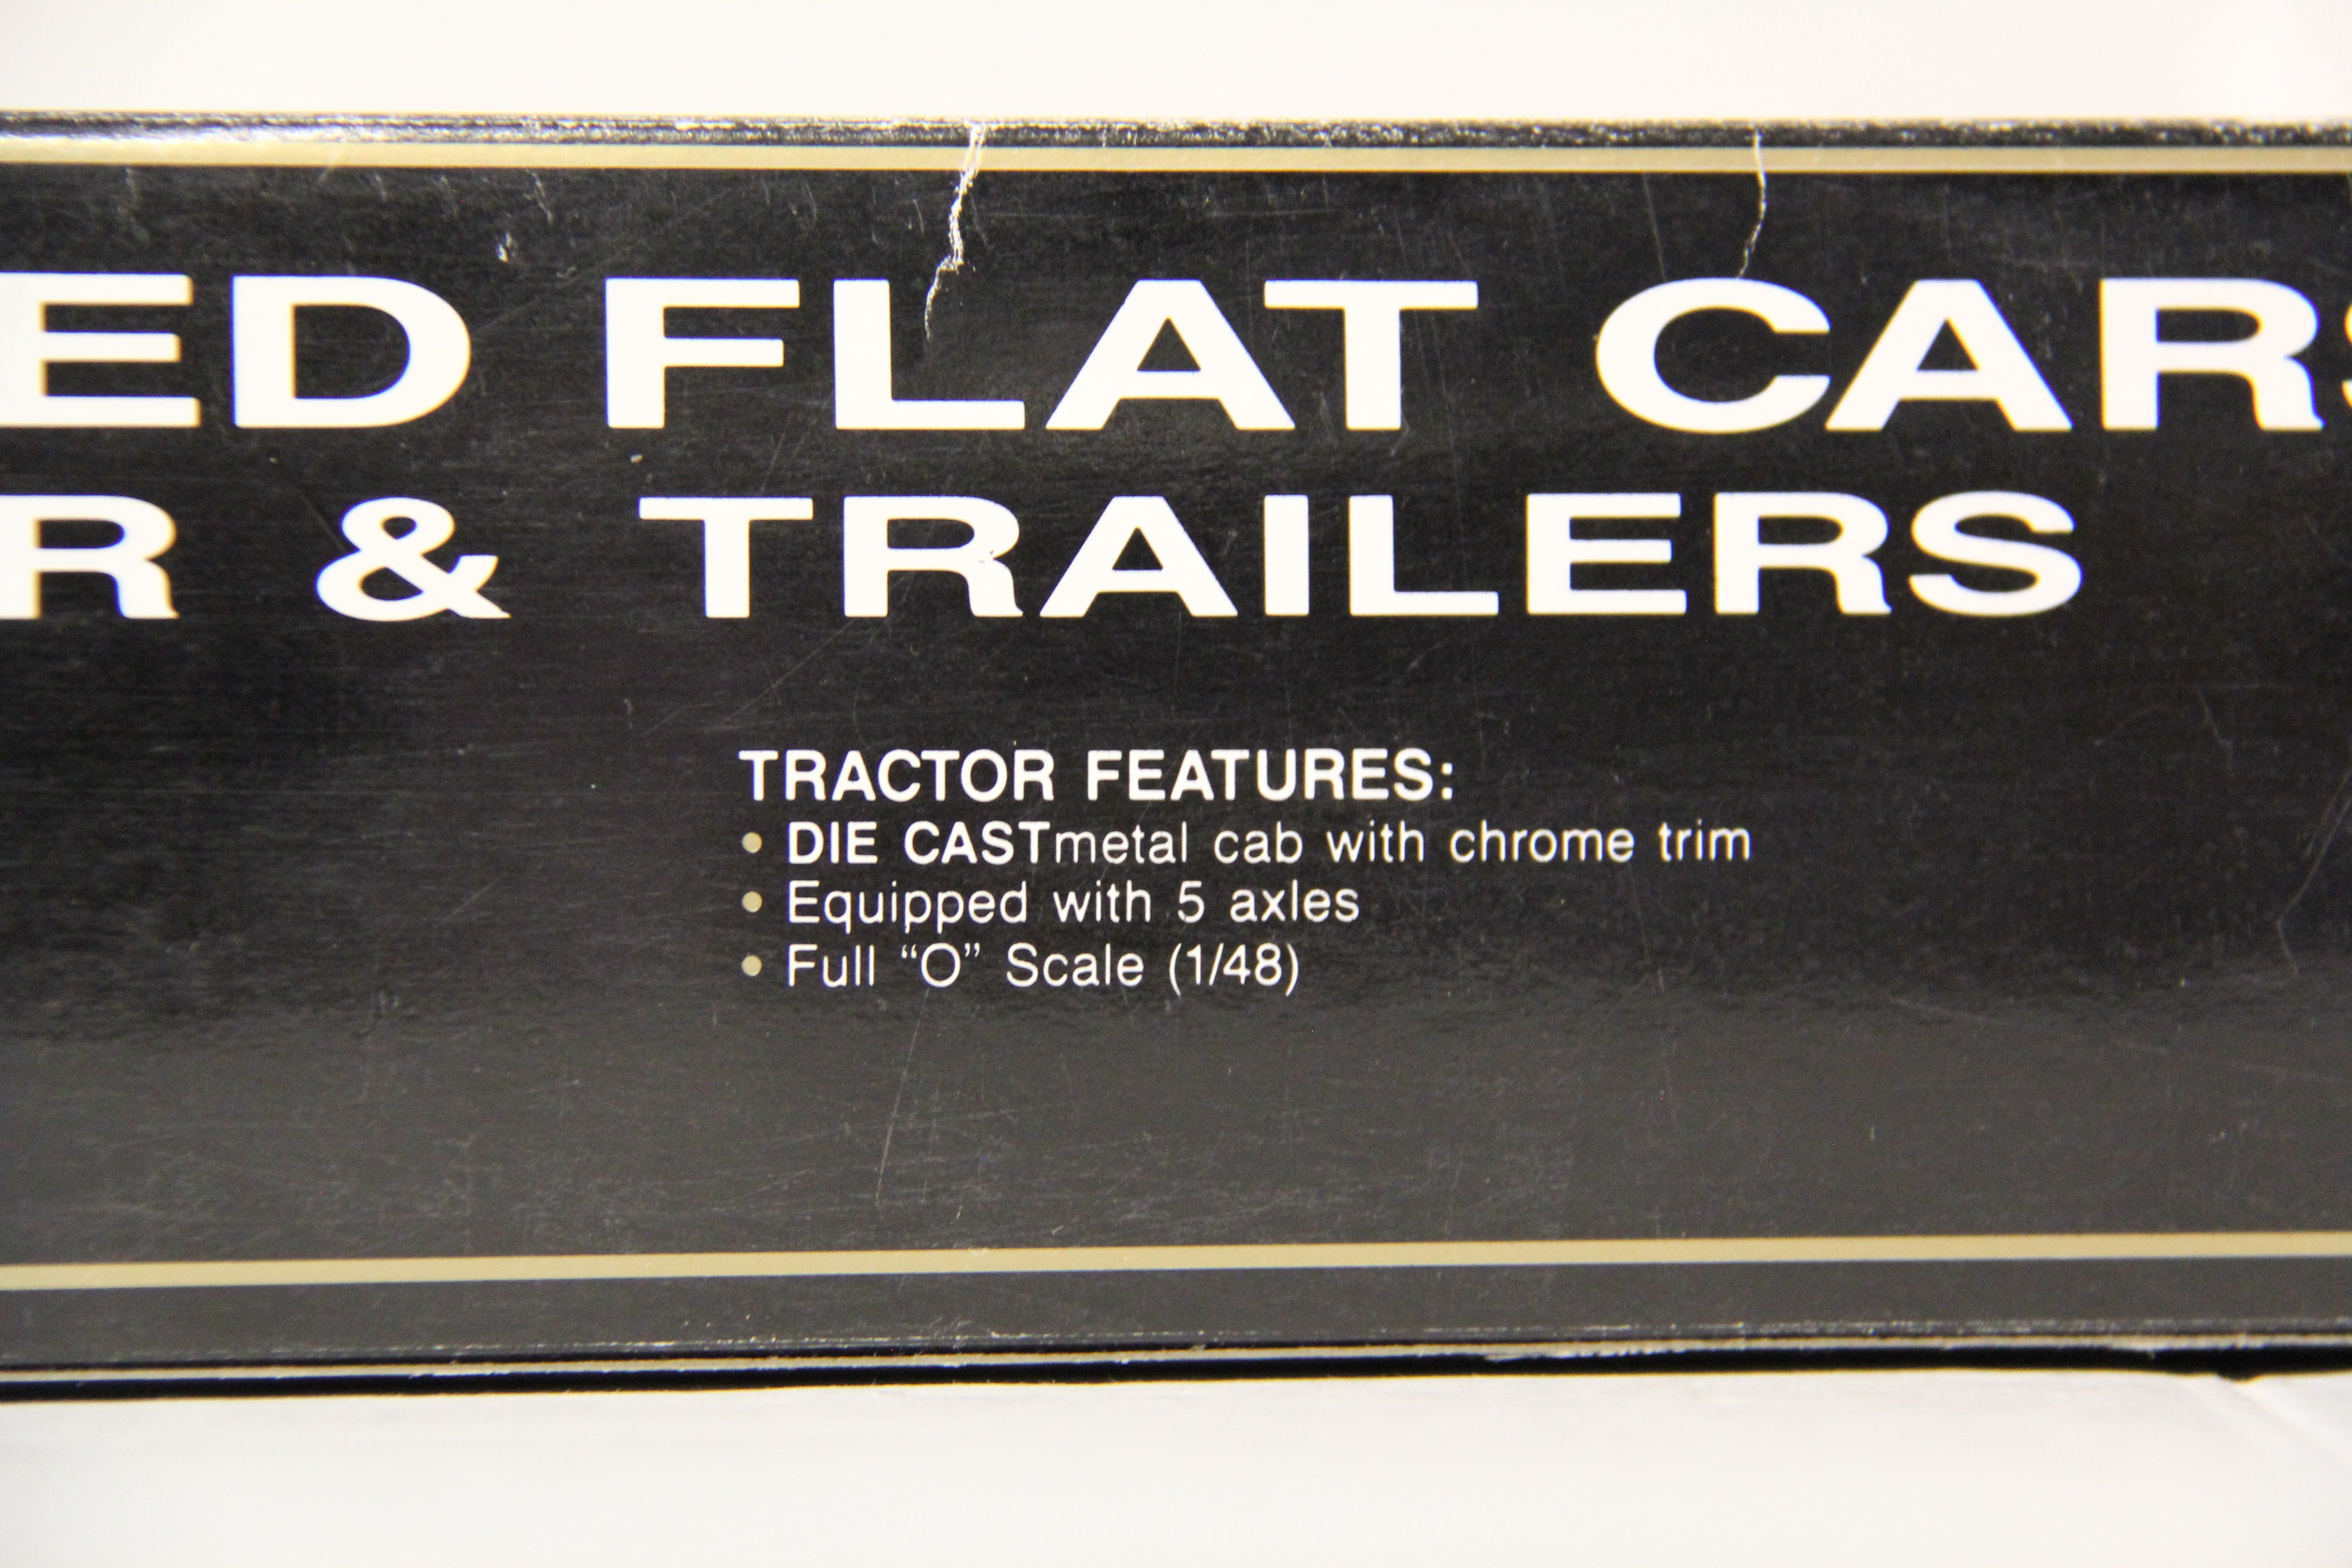 ED FLAT CARS
R & TRAILERS
TRACTOR FEATURES:
• DIE CASTmetal cab with chrome trim
• Equipped with 5 axles
• Full “O” Scale (1/48)